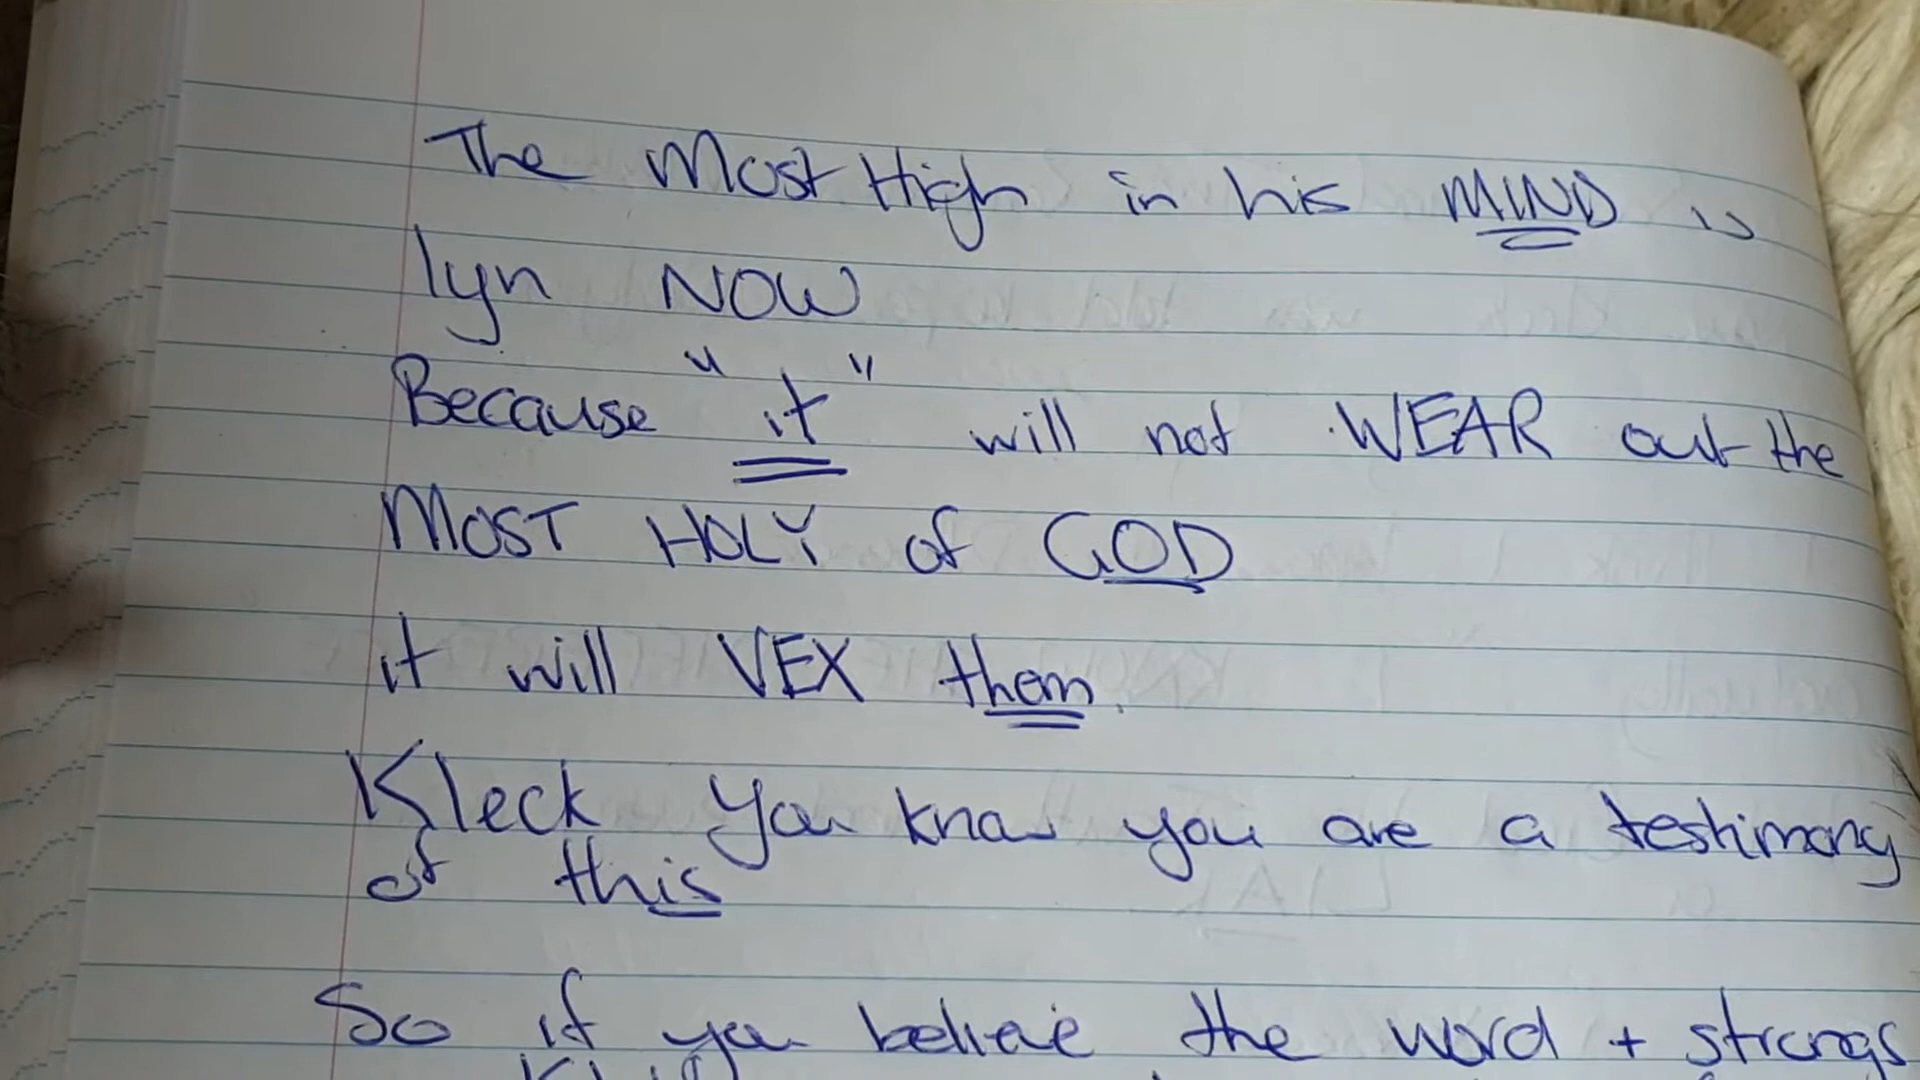 The Most High in his MIND is
lyn NOW
Because "it" will not WEAR out the
MOST HOLY of GOD
it will VEX them.
Kleck you know you are a testimony
of this
So if you believe the word + strongs